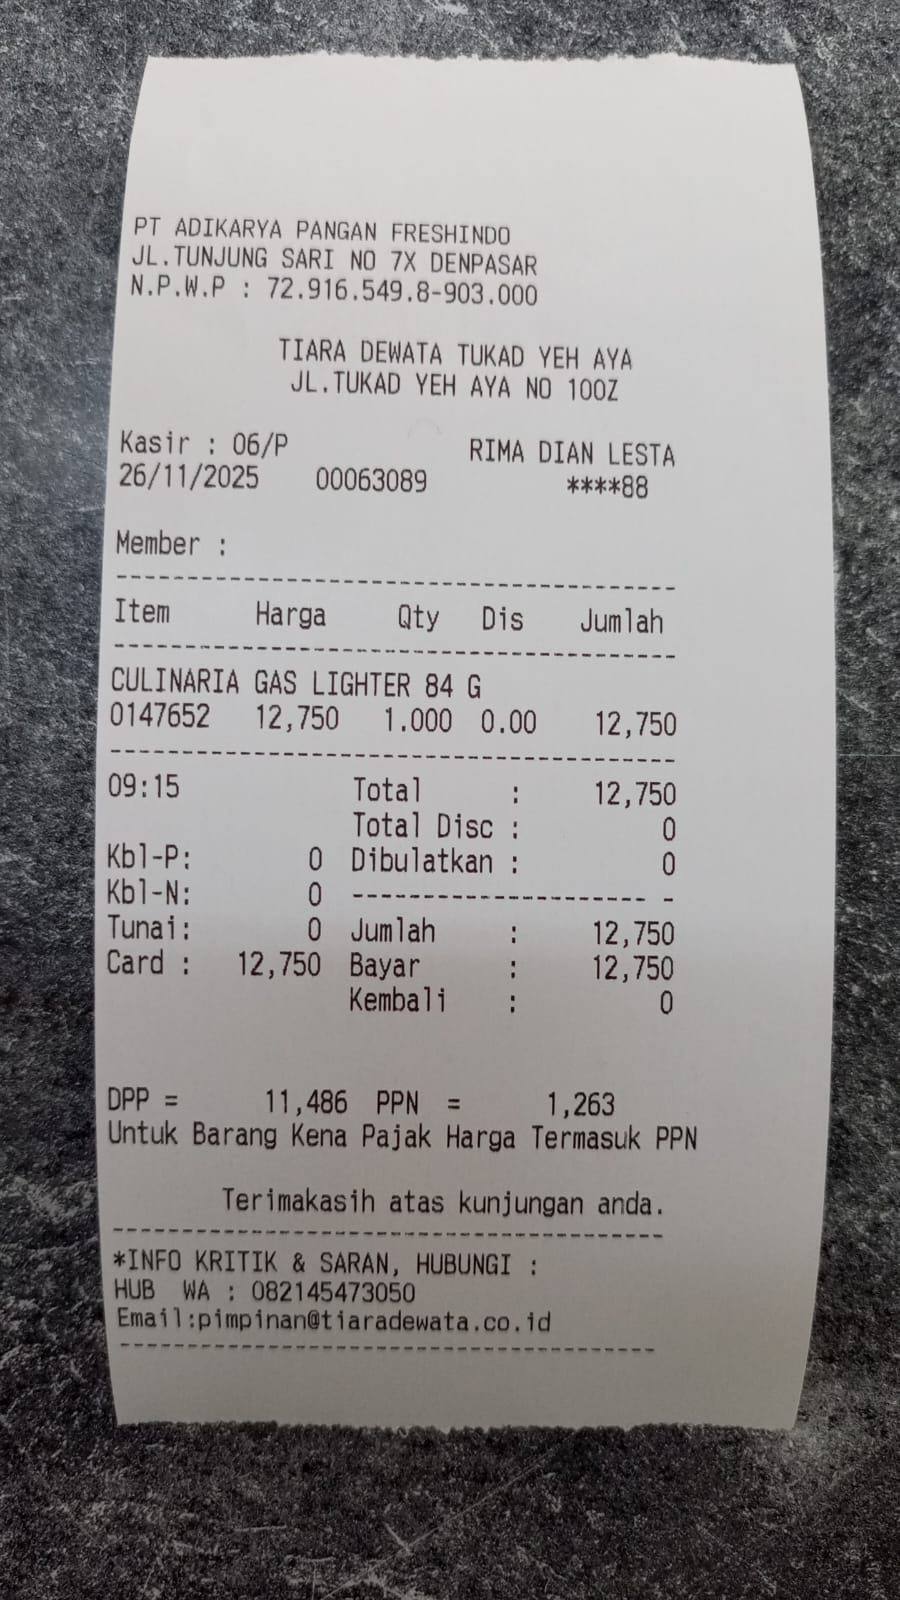 PT ADIKARYA PANGAN FRESHINDO
JL.TUNJUNG SARI NO 7X DENPASAR
N.P.W.P : 72.916.549.8-903.000
TIARA DEWATA TUKAD YEH AYA
JL.TUKAD YEH AYA NO 100Z
Kasir : 06/P RIMA DIAN LESTA
26/11/2025 00063089 ****88
Member :
Item Harga Qty Dis Jumlah
CULINARIA GAS LIGHTER 84 G
0147652 12,750 1.000 0.00 12,750
09:15 Total : 12,750
Total Disc : 0
Kbl-P: 0 Dibulatkan : 0
Kbl-N: 0
Tunai: 0 Jumlah : 12,750
Card : 12,750 Bayar : 12,750
Kembali : 0
DPP = 11,486 PPN = 1,263
Untuk Barang Kena Pajak Harga Termasuk PPN
Terimakasih atas kunjungan anda.
*INFO KRITIK & SARAN, HUBUNGI :
HUB WA : 082145473050
Email:pimpinan@tiaradewata.co.id